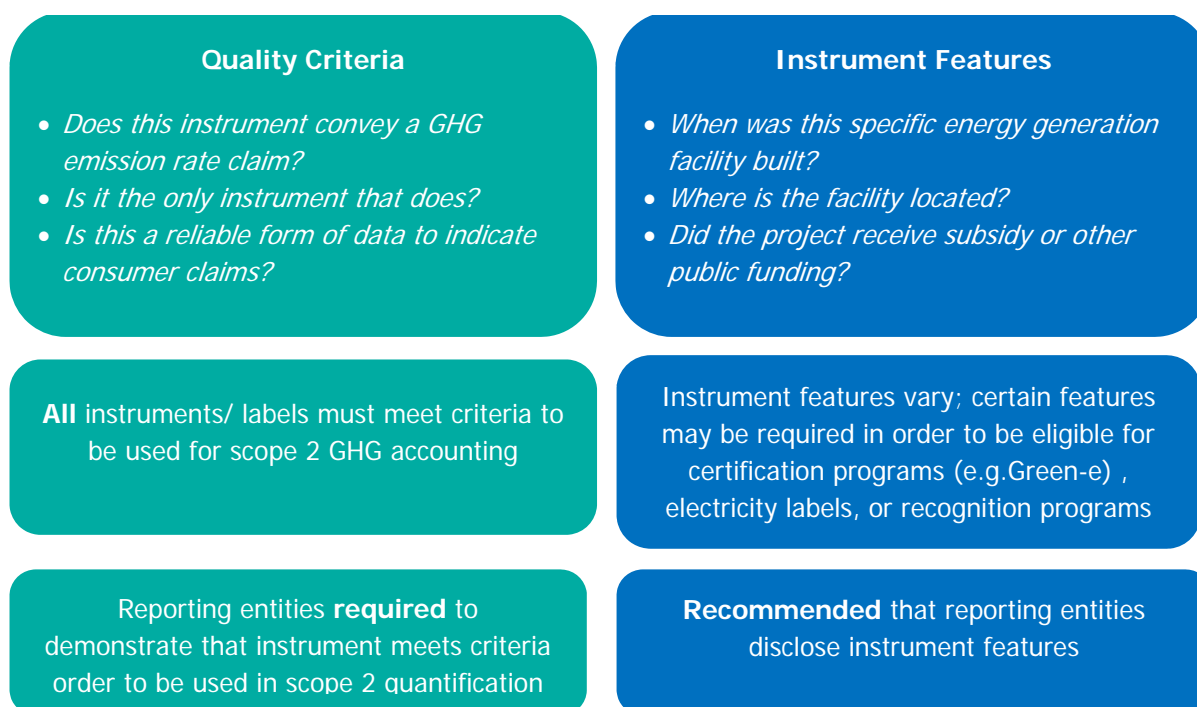 Quality Criteria
• Does this instrument convey a GHG
emission rate claim?
• Is it the only instrument that does?
• Is this a reliable form of data to indicate
consumer claims?
All instruments/ labels must meet criteria to
be used for scope 2 GHG accounting
Reporting entities required to
demonstrate that instrument meets criteria
order to be used in scope 2 quantification
Instrument Features
• When was this specific energy generation
facility built?
• Where is the facility located?
• Did the project receive subsidy or other
public funding?
Instrument features vary; certain features
may be required in order to be eligible for
certification programs (e.g.Green-e) ,
electricity labels, or recognition programs
Recommended that reporting entities
disclose instrument features